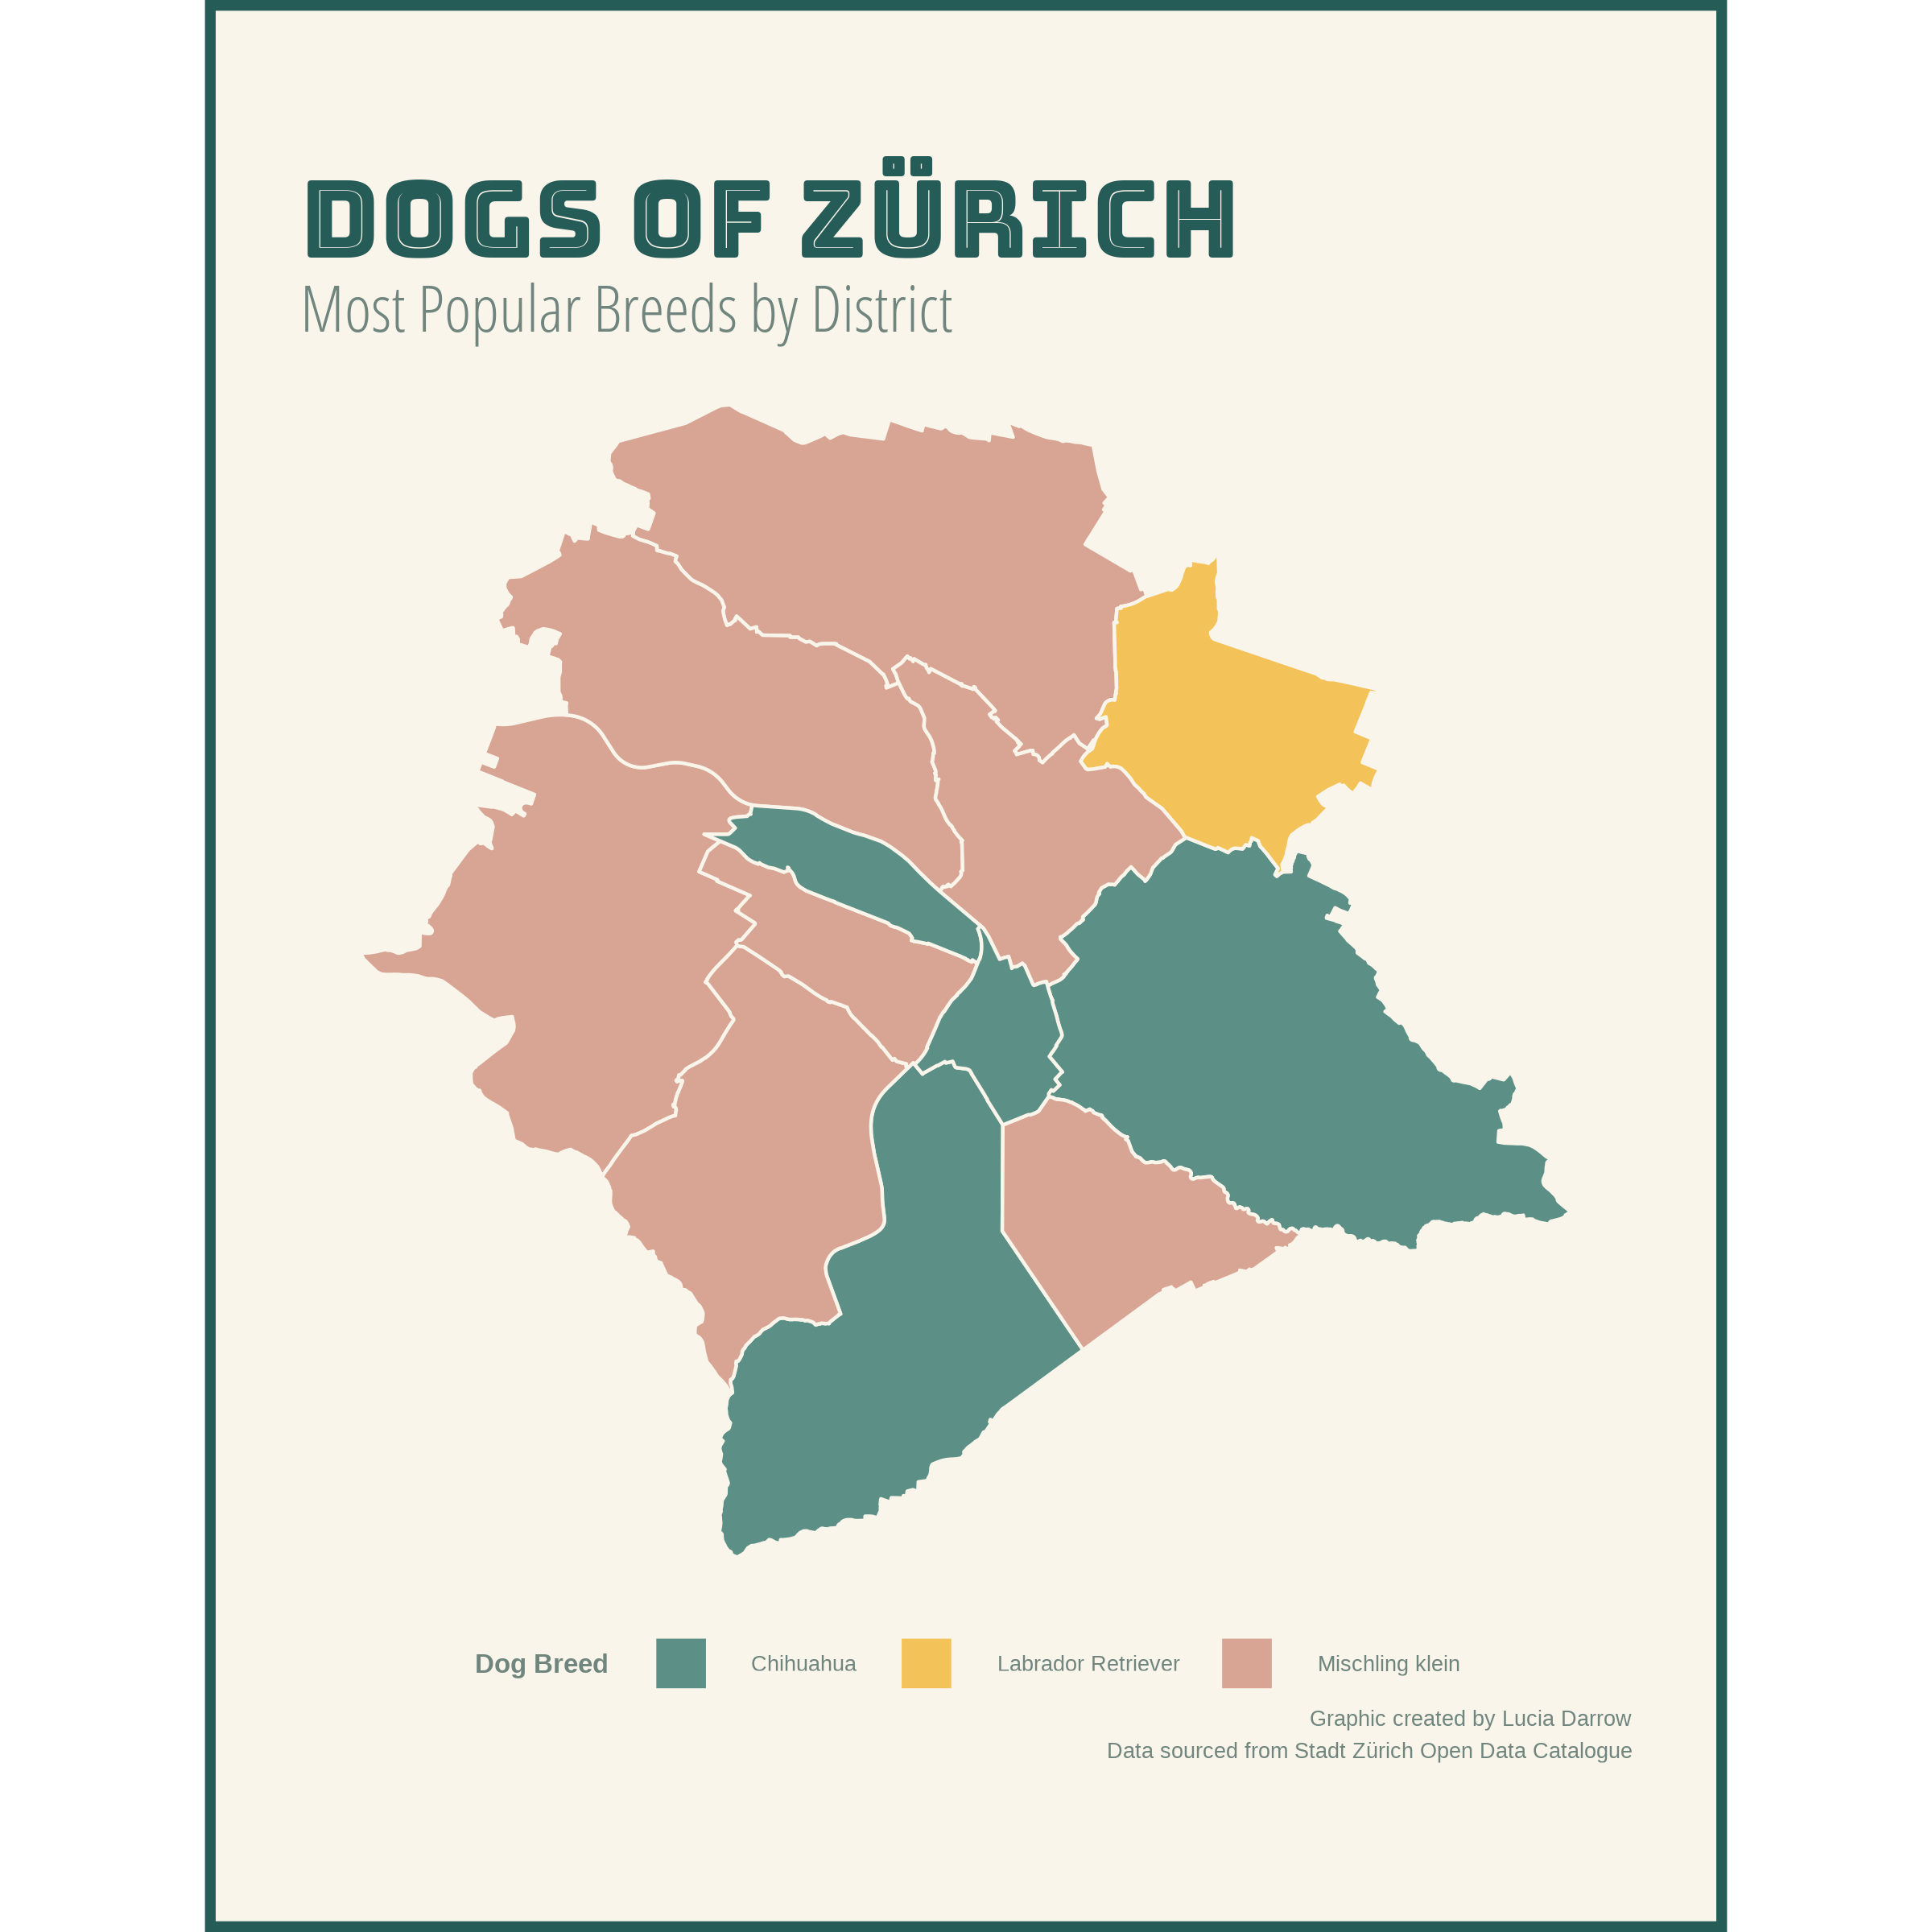 DOGS OF ZÜRICH
Most Popular Breeds by District
Dog Breed Chihuahua Labrador Retriever Mischling klein
Graphic created by Lucia Darrow
Data sourced from Stadt Zürich Open Data Catalogue